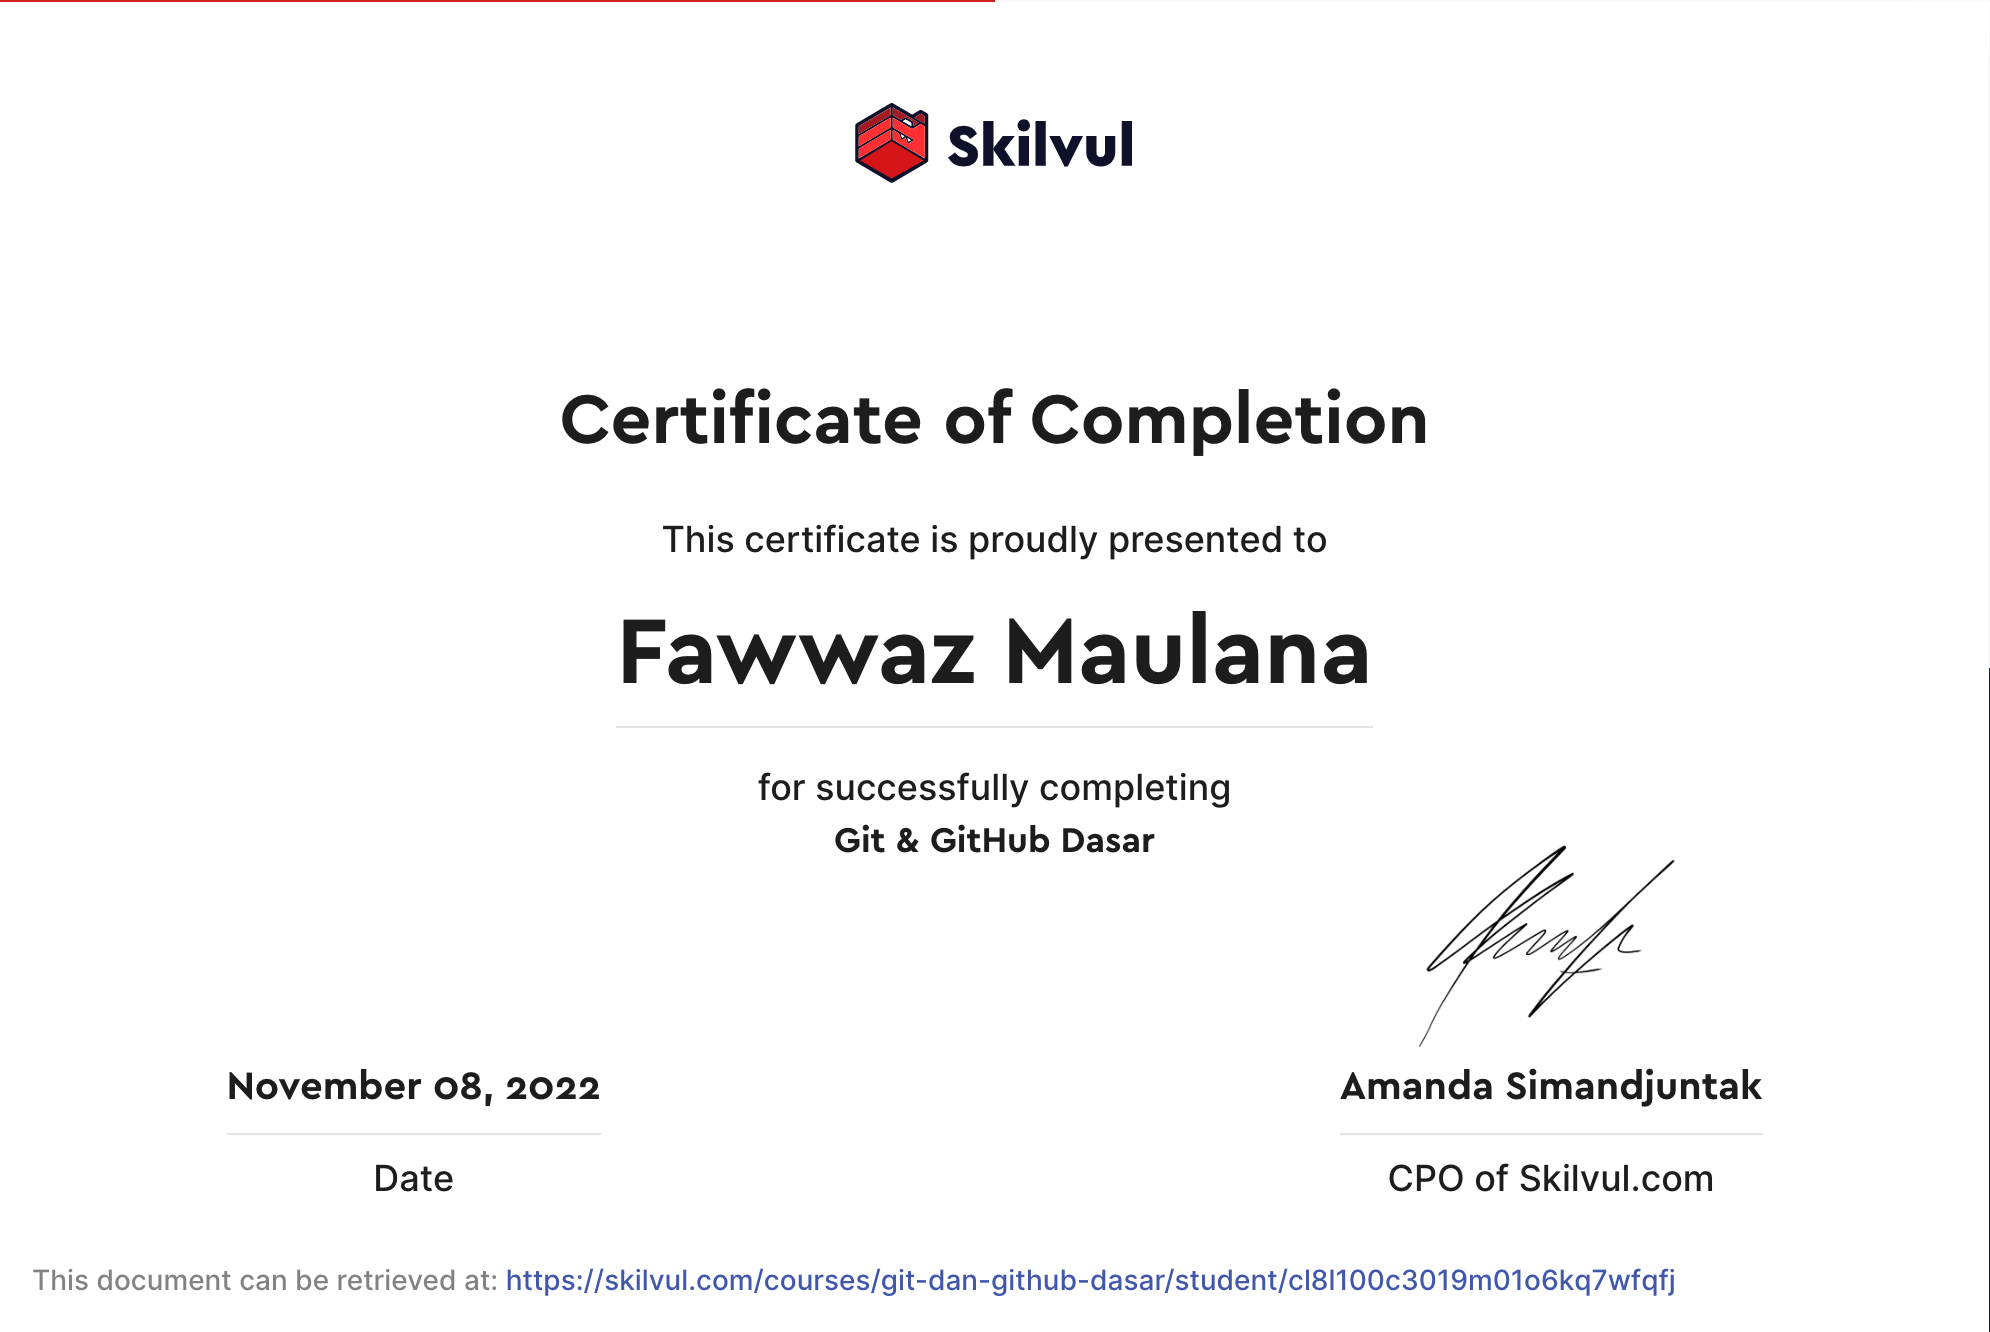 Skilvul
Certificate of Completion
This certificate is proudly presented to
Fawwaz Maulana
for successfully completing
Git & GitHub Dasar
November 08, 2022
Date
Amanda Simandjuntak
CPO of Skilvul.com
This document can be retrieved at: https://skilvul.com/courses/git-dan-github-dasar/student/cl8l100c3019m01o6kq7wfqfj